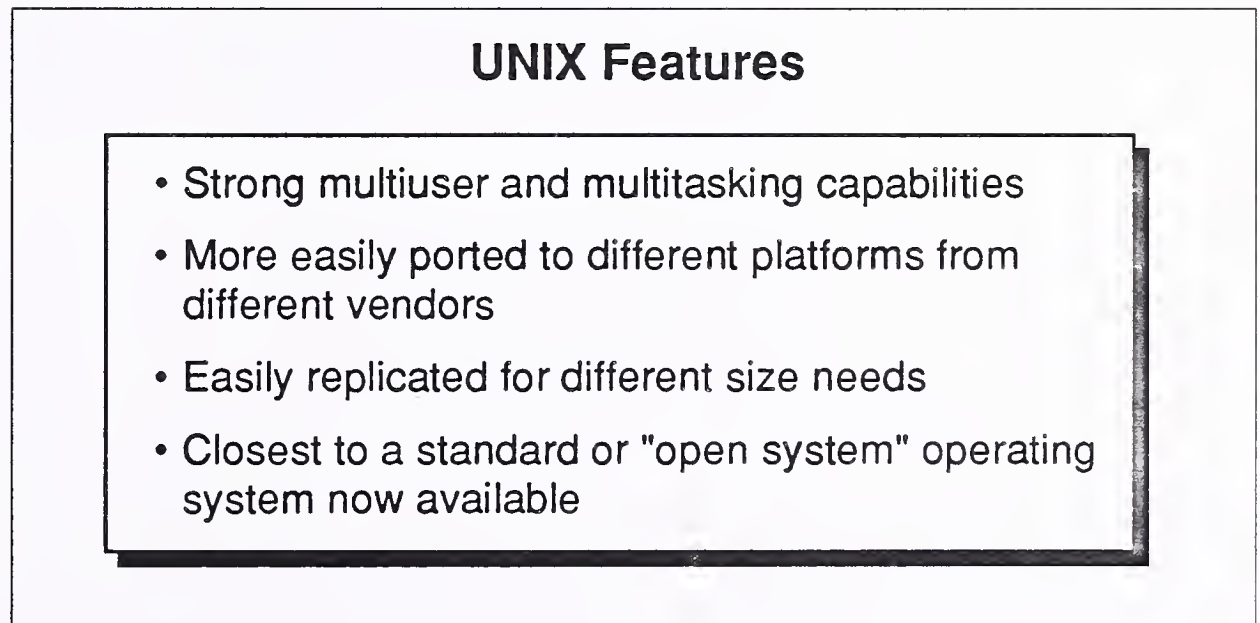 UNIX Features
• Strong multiuser and multitasking capabilities
• More easily ported to different platforms from
different vendors
• Easily replicated for different size needs
• Closest to a standard or "open system" operating
system now available